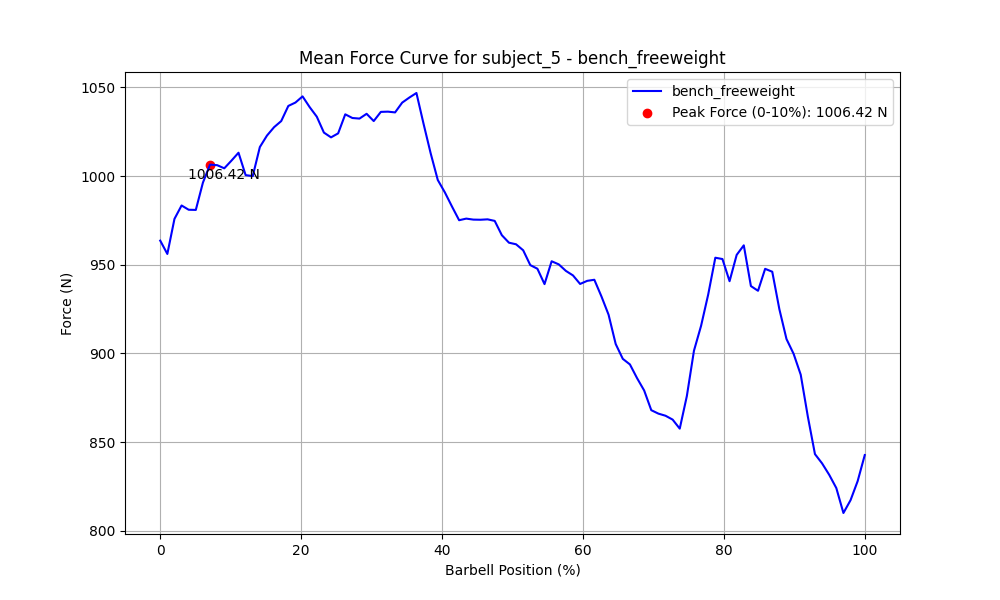 Mean Force Curve for subject_5 - bench_freeweight
bench_freeweight
Peak Force (0-10%): 1006.42 N
1006.42 N
1050
1000
950
900
850
800
Force (N)
0 20 40 60 80 100
Barbell Position (%)